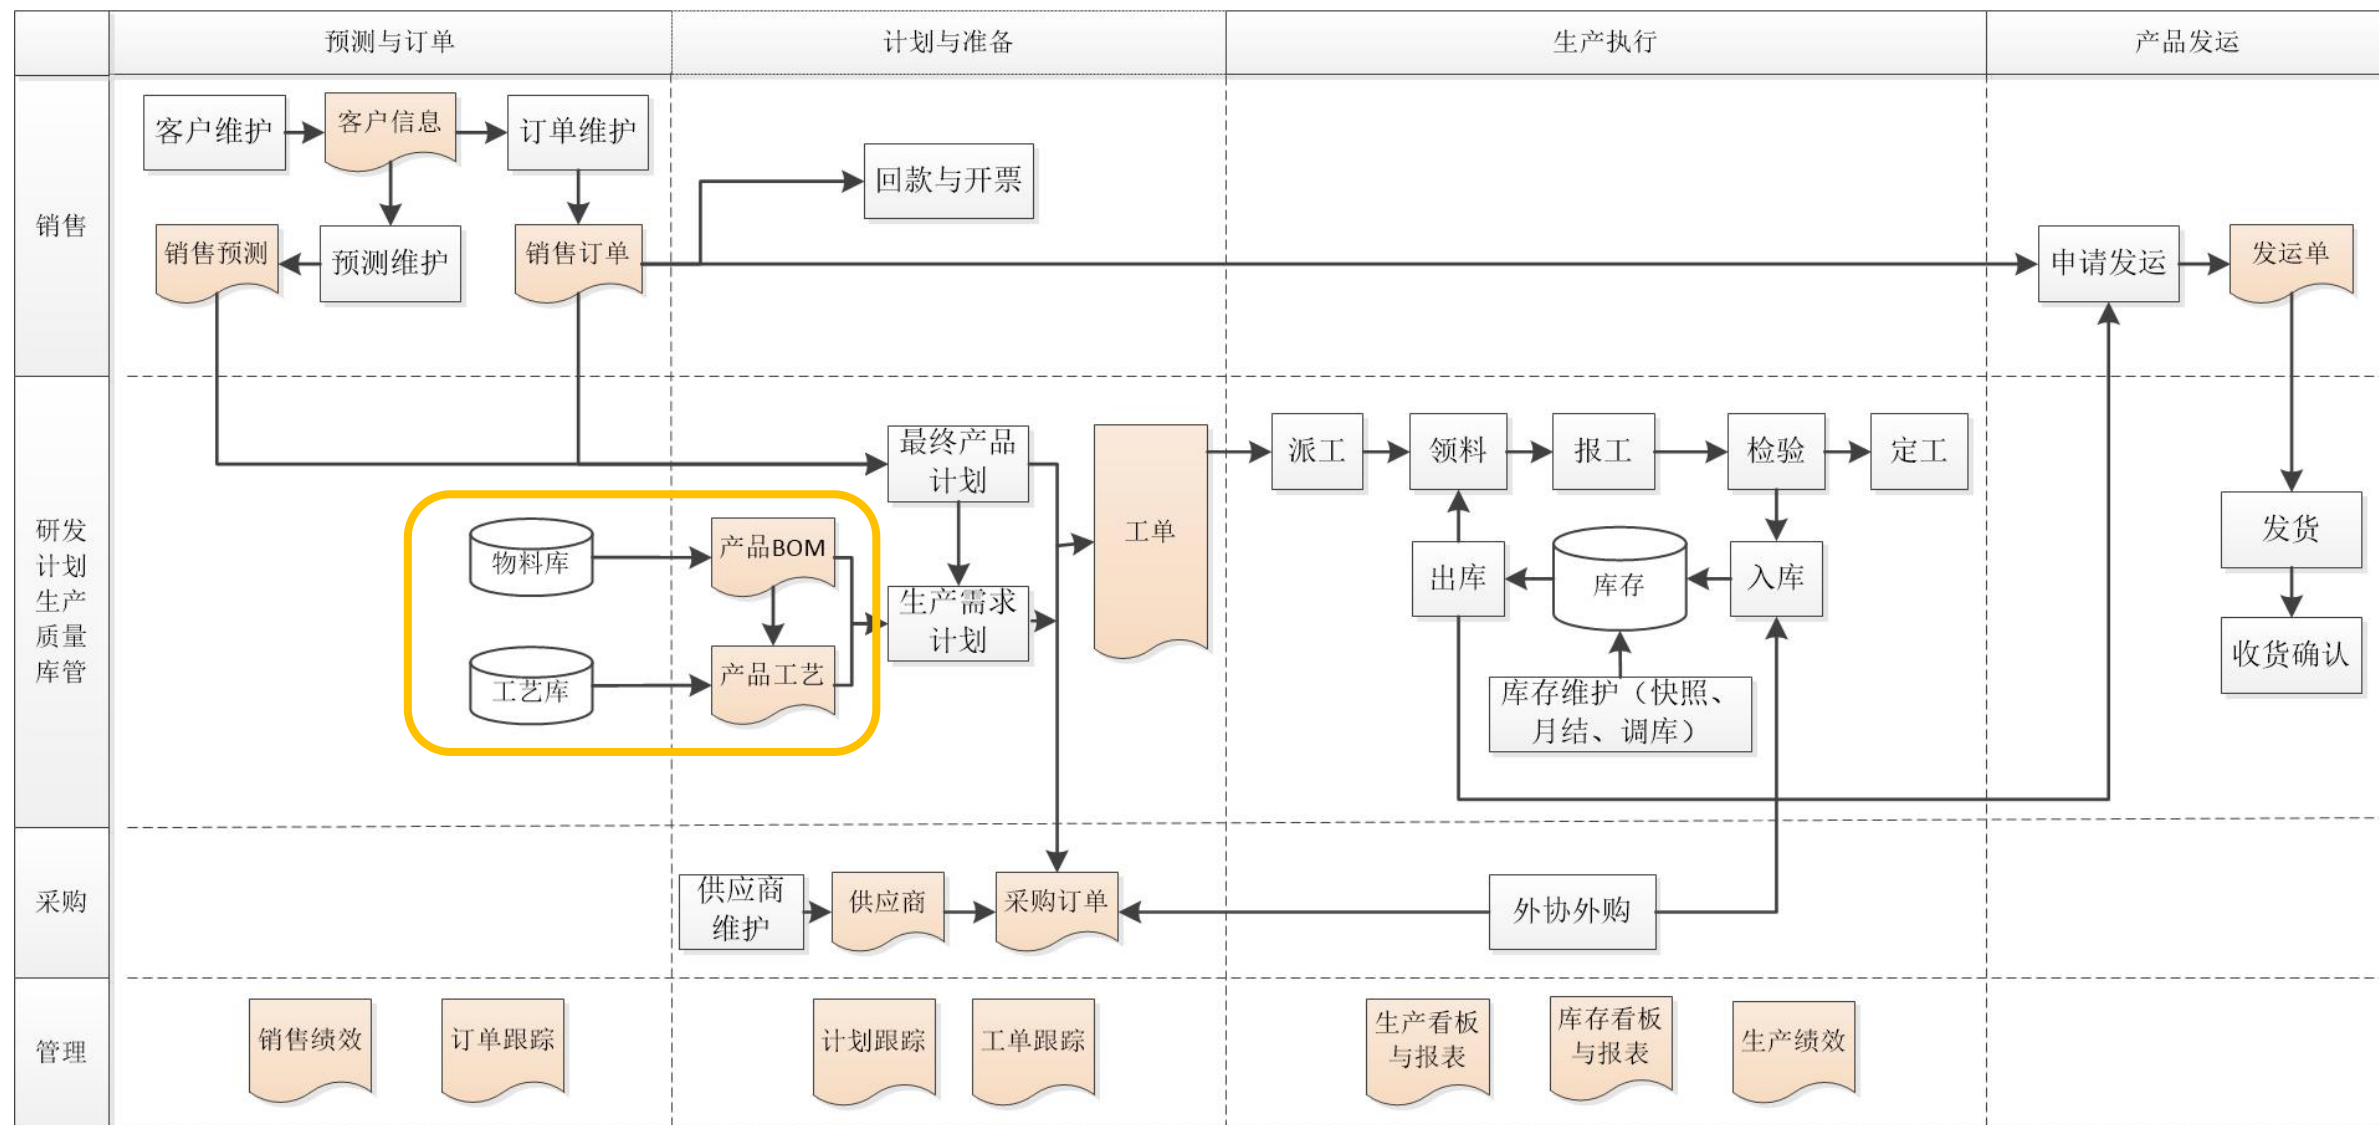 预测与订单
计划与准备
生产执行
产品发运
销售
客户维护
客户信息
订单维护
回款与开票
销售预测
预测维护
销售订单
申请发运
发运单
研发
计划
生产
质量
库管
最终产品
计划
工单
派工
领料
报工
检验
定工
物料库
产品BOM
生产需求
计划
出库
库存
入库
发货
工艺库
产品工艺
库存维护（快照、
月结、调库）
收货确认
采购
供应商
维护
供应商
采购订单
外协外购
管理
销售绩效
订单跟踪
计划跟踪
工单跟踪
生产看板
与报表
库存看板
与报表
生产绩效